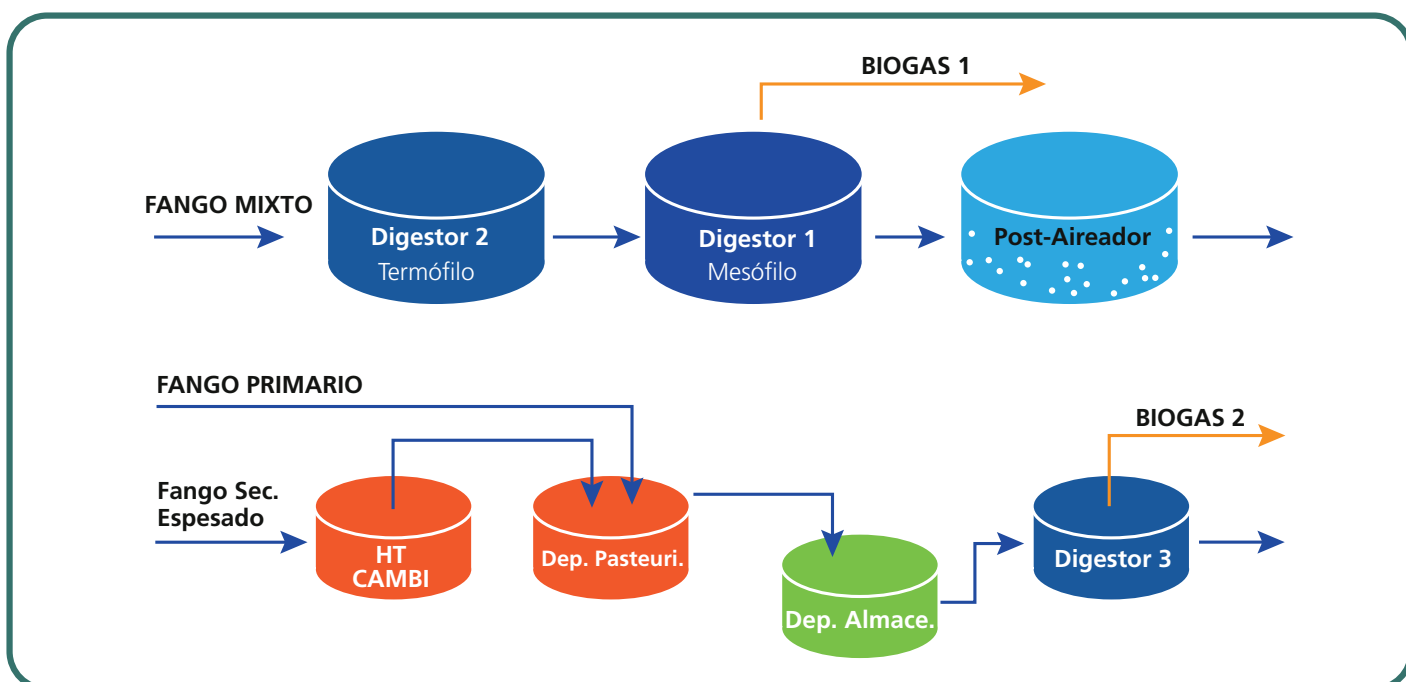 BIOGAS 1
FANGO MIXTO
Digestor 2
Termófilo
Digestor 1
Mesófilo
Post-Aireador
FANGO PRIMARIO
BIOGAS 2
Fango Sec.
Espesado
HT
CAMBI
Dep. Pasteuri.
Dep. Almace.
Digestor 3